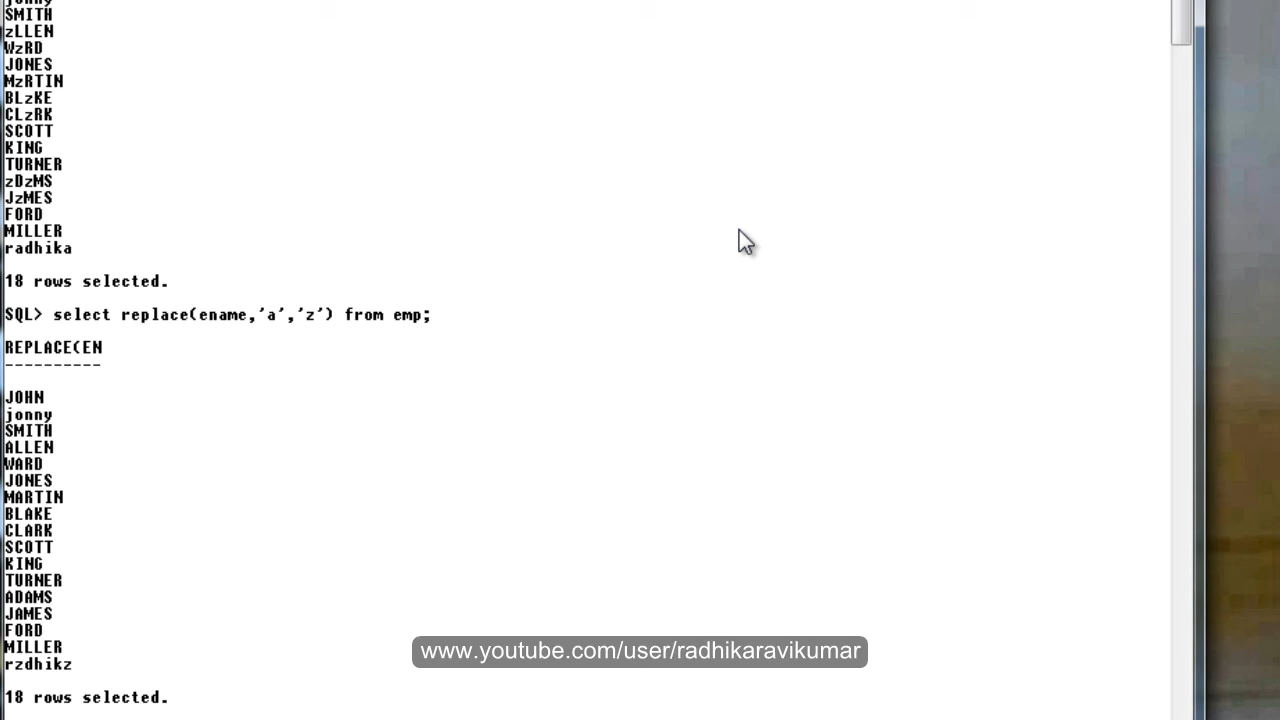 jonny
SMITH
zLLEN
WzRD
JONES
MzRTIN
BLzKE
CLzRK
SCOTT
KING
TURNER
zDzMS
JzMES
FORD
MILLER
radhika
18 rows selected.
SQL> select replace(ename,'a','z') from emp;
REPLACE(EN
----------
JOHN
jonny
SMITH
ALLEN
WARD
JONES
MARTIN
BLAKE
CLARK
SCOTT
KING
TURNER
ADAMS
JAMES
FORD
MILLER
rzdhikz
18 rows selected.
www.youtube.com/user/radhikaravikumar